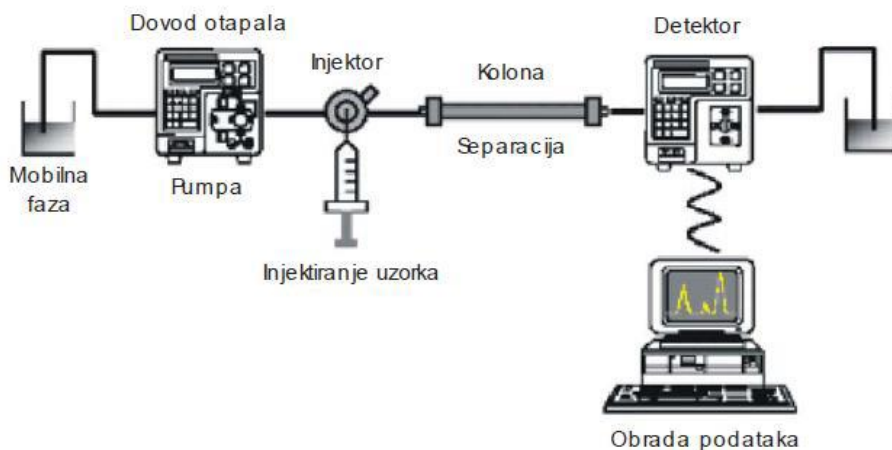 Dovod otapala
Injektor
Kolona
Detektor
Separacija
Mobilna
faza
Pumpa
Injektiranje uzorka
Obrada podataka